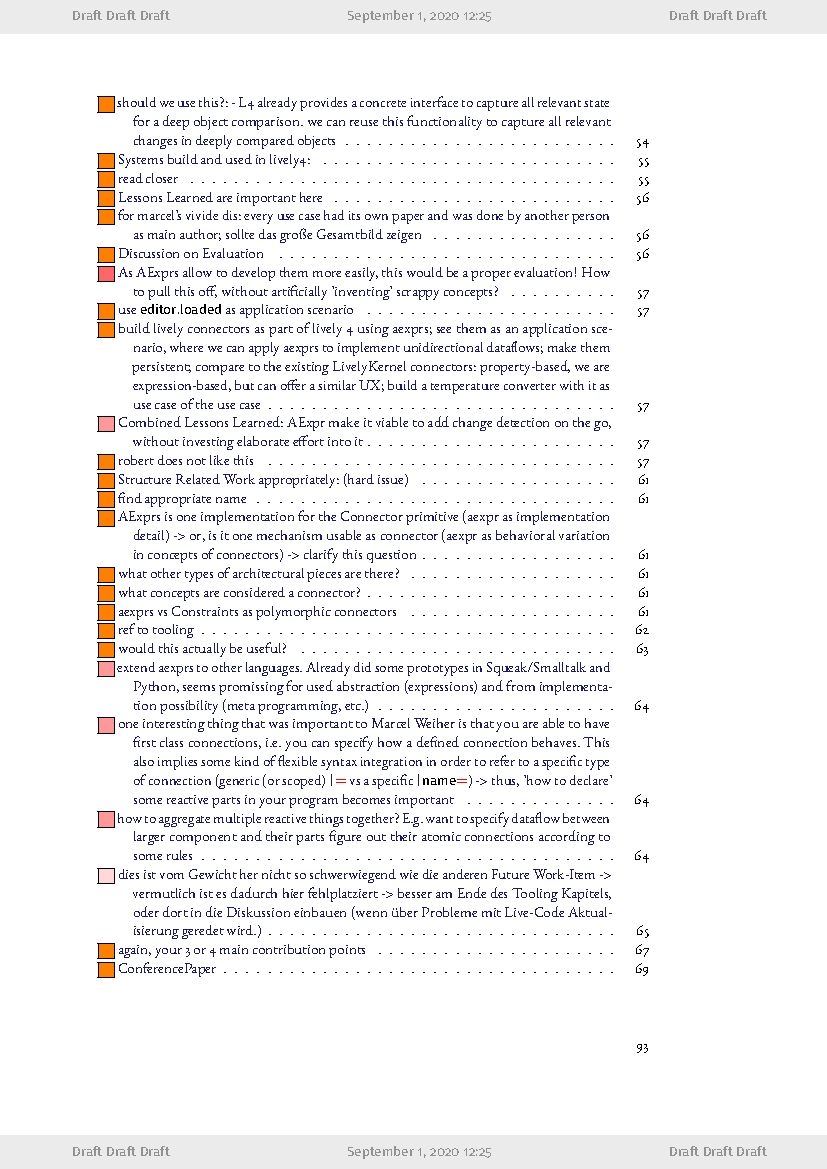 Draft Draft Draft September 1, 2020 12:25 Draft Draft Draft
should we use this?: - L4 already provides a concrete interface to capture all relevant state
for a deep object comparison. we can reuse this functionality to capture all relevant
changes in deeply compared objects . . . . . . . . . . . . . . . . . . . . . . . . . 54
Systems build and used in lively4: . . . . . . . . . . . . . . . . . . . . . . . . . . . 55
read closer . . . . . . . . . . . . . . . . . . . . . . . . . . . . . . . . . . . . . . . 55
Lessons Learned are important here . . . . . . . . . . . . . . . . . . . . . . . . . . 56
for marcel's vivide dis: every use case had its own paper and was done by another person
as main author; sollte das große Gesamtbild zeigen . . . . . . . . . . . . . . . . . 56
Discussion on Evaluation . . . . . . . . . . . . . . . . . . . . . . . . . . . . . . . 56
As AExprs allow to develop them more easily, this would be a proper evaluation! How
to pull this off, without artificially 'inventing' scrappy concepts? . . . . . . . . . . 57
use editor.loaded as application scenario . . . . . . . . . . . . . . . . . . . . . . . 57
build lively connectors as part of lively 4 using aexprs; see them as an application sce-
nario, where we can apply aexprs to implement unidirectional dataflows; make them
persistent; compare to the existing LivelyKernel connectors: property-based, we are
expression-based, but can offer a similar UX; build a temperature converter with it as
use case of the use case . . . . . . . . . . . . . . . . . . . . . . . . . . . . . . . . 57
Combined Lessons Learned: AExpr make it viable to add change detection on the go,
without investing elaborate effort into it . . . . . . . . . . . . . . . . . . . . . . . 57
robert does not like this . . . . . . . . . . . . . . . . . . . . . . . . . . . . . . . . 57
Structure Related Work appropriately: (hard issue) . . . . . . . . . . . . . . . . . . 61
find appropriate name . . . . . . . . . . . . . . . . . . . . . . . . . . . . . . . . . 61
AExprs is one implementation for the Connector primitive (aexpr as implementation
detail) -> or, is it one mechanism usable as connector (aexpr as behavioral variation
in concepts of connectors) -> clarify this question . . . . . . . . . . . . . . . . . . 61
what other types of architectural pieces are there? . . . . . . . . . . . . . . . . . . . 61
what concepts are considered a connector? . . . . . . . . . . . . . . . . . . . . . . . 61
aexprs vs Constraints as polymorphic connectors . . . . . . . . . . . . . . . . . . . 61
ref to tooling . . . . . . . . . . . . . . . . . . . . . . . . . . . . . . . . . . . . . . 62
would this actually be useful? . . . . . . . . . . . . . . . . . . . . . . . . . . . . . 63
extend aexprs to other languages. Already did some prototypes in Squeak/Smalltalk and
Python, seems promissing for used abstraction (expressions) and from implementa-
tion possibility (meta programming, etc.) . . . . . . . . . . . . . . . . . . . . . . 64
one interesting thing that was important to Marcel Weiher is that you are able to have
first class connections, i.e. you can specify how a defined connection behaves. This
also implies some kind of flexible syntax integration in order to refer to a specific type
of connection (generic (or scoped) |= vs a specific |name=) -> thus, 'how to declare'
some reactive parts in your program becomes important . . . . . . . . . . . . . . 64
how to aggregate multiple reactive things together? E.g. want to specify dataflow between
larger component and their parts figure out their atomic connections according to
some rules . . . . . . . . . . . . . . . . . . . . . . . . . . . . . . . . . . . . . . 64
dies ist vom Gewicht her nicht so schwerwiegend wie die anderen Future Work-Item ->
vermutlich ist es dadurch hier fehlplatziert -> besser am Ende des Tooling Kapitels,
oder dort in die Diskussion einbauen (wenn über Probleme mit Live-Code Aktual-
isierung geredet wird.) . . . . . . . . . . . . . . . . . . . . . . . . . . . . . . . . 65
again, your 3 or 4 main contribution points . . . . . . . . . . . . . . . . . . . . . . 67
ConferencePaper . . . . . . . . . . . . . . . . . . . . . . . . . . . . . . . . . . . . 69
93
Draft Draft Draft September 1, 2020 12:25 Draft Draft Draft